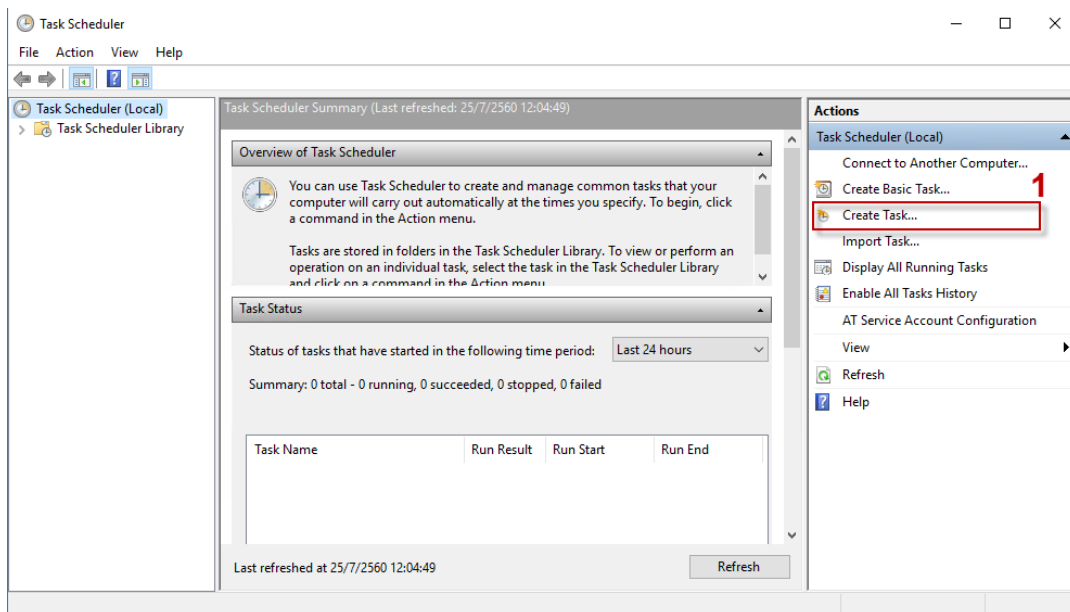 Task Scheduler
File Action View Help
Task Scheduler (Local)
Task Scheduler Library
Task Scheduler Summary (Last refreshed: 25/7/2560 12:04:49)
Overview of Task Scheduler
You can use Task Scheduler to create and manage common tasks that your
computer will carry out automatically at the times you specify. To begin, click
a command in the Action menu.
Tasks are stored in folders in the Task Scheduler Library. To view or perform an
operation on an individual task, select the task in the Task Scheduler Library
and click on a command in the Action menu
Task Status
Status of tasks that have started in the following time period: Last 24 hours
Summary: 0 total - 0 running, 0 succeeded, 0 stopped, 0 failed
Task Name Run Result Run Start Run End
Last refreshed at 25/7/2560 12:04:49 Refresh
Actions
Task Scheduler (Local)
Connect to Another Computer...
Create Basic Task...
1
Create Task...
Import Task...
Display All Running Tasks
Enable All Tasks History
AT Service Account Configuration
View
Refresh
Help